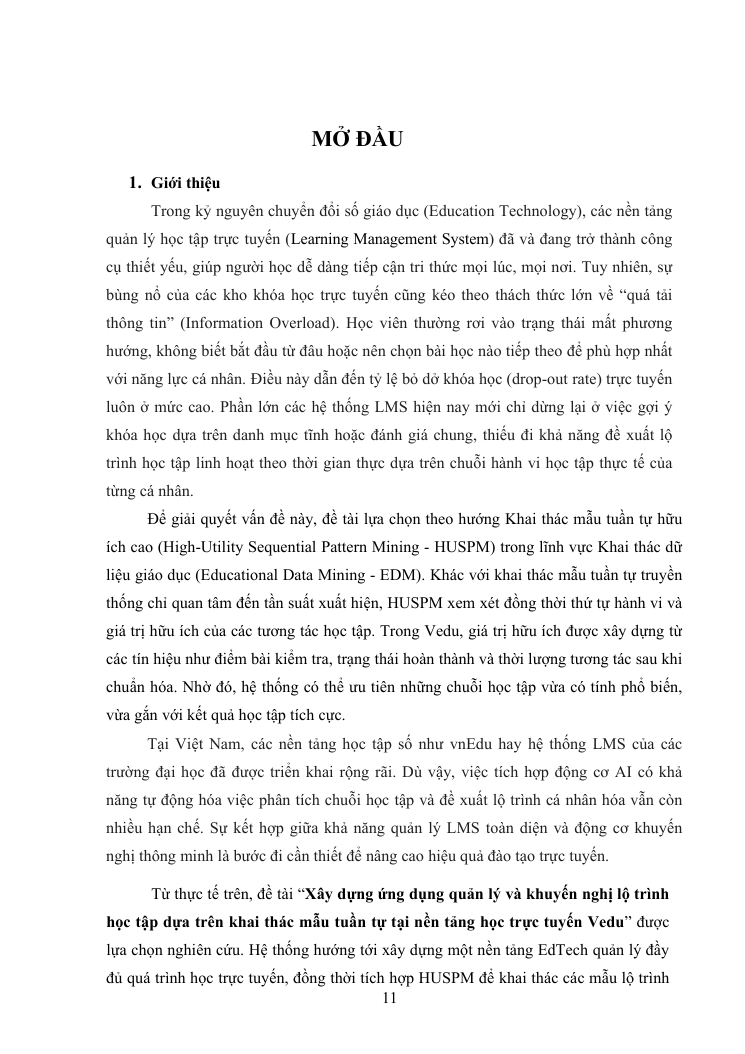 MỞ ĐẦU
1. Giới thiệu
Trong kỷ nguyên chuyển đổi số giáo dục (Education Technology), các nền tảng
quản lý học tập trực tuyến (Learning Management System) đã và đang trở thành công
cụ thiết yếu, giúp người học dễ dàng tiếp cận tri thức mọi lúc, mọi nơi. Tuy nhiên, sự
bùng nổ của các kho khóa học trực tuyến cũng kéo theo thách thức lớn về “quá tải
thông tin” (Information Overload). Học viên thường rơi vào trạng thái mất phương
hướng, không biết bắt đầu từ đâu hoặc nên chọn bài học nào tiếp theo để phù hợp nhất
với năng lực cá nhân. Điều này dẫn đến tỷ lệ bỏ dở khóa học (drop-out rate) trực tuyến
luôn ở mức cao. Phần lớn các hệ thống LMS hiện nay mới chỉ dừng lại ở việc gợi ý
khóa học dựa trên danh mục tĩnh hoặc đánh giá chung, thiếu đi khả năng đề xuất lộ
trình học tập linh hoạt theo thời gian thực dựa trên chuỗi hành vi học tập thực tế của
từng cá nhân.
Để giải quyết vấn đề này, đề tài lựa chọn theo hướng Khai thác mẫu tuần tự hữu
ích cao (High-Utility Sequential Pattern Mining - HUSPM) trong lĩnh vực Khai thác dữ
liệu giáo dục (Educational Data Mining - EDM). Khác với khai thác mẫu tuần tự truyền
thống chỉ quan tâm đến tần suất xuất hiện, HUSPM xem xét đồng thời thứ tự hành vi và
giá trị hữu ích của các tương tác học tập. Trong Vedu, giá trị hữu ích được xây dựng từ
các tín hiệu như điểm bài kiểm tra, trạng thái hoàn thành và thời lượng tương tác sau khi
chuẩn hóa. Nhờ đó, hệ thống có thể ưu tiên những chuỗi học tập vừa có tính phổ biến,
vừa gắn với kết quả học tập tích cực.
Tại Việt Nam, các nền tảng học tập số như vnEdu hay hệ thống LMS của các
trường đại học đã được triển khai rộng rãi. Dù vậy, việc tích hợp động cơ AI có khả
năng tự động hóa việc phân tích chuỗi học tập và đề xuất lộ trình cá nhân hóa vẫn còn
nhiều hạn chế. Sự kết hợp giữa khả năng quản lý LMS toàn diện và động cơ khuyến
nghị thông minh là bước đi cần thiết để nâng cao hiệu quả đào tạo trực tuyến.
Từ thực tế trên, đề tài “Xây dựng ứng dụng quản lý và khuyến nghị lộ trình
học tập dựa trên khai thác mẫu tuần tự tại nền tảng học trực tuyến Vedu” được
lựa chọn nghiên cứu. Hệ thống hướng tới xây dựng một nền tảng EdTech quản lý đầy
đủ quá trình học trực tuyến, đồng thời tích hợp HUSPM để khai thác các mẫu lộ trình
11